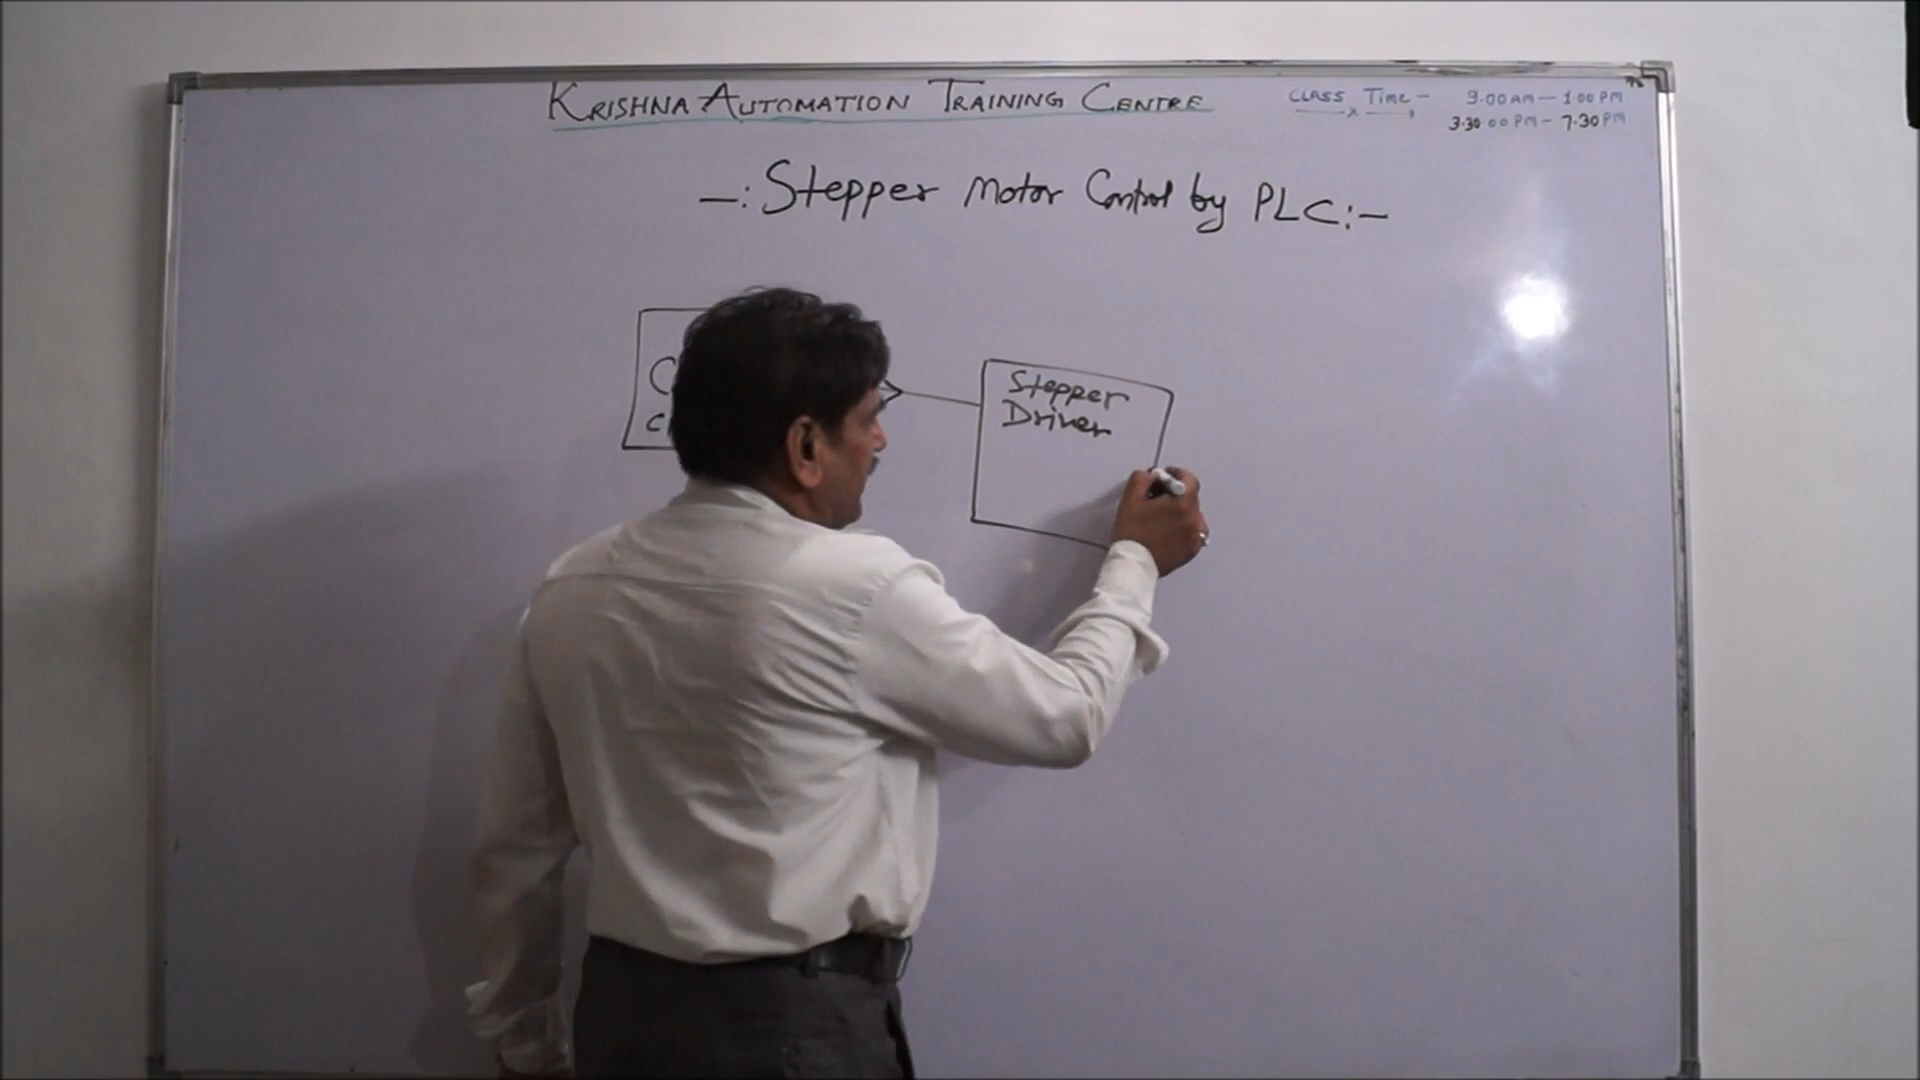 KRISHNA AUTOMATION TRAINING CENTRE
CLASS TIME - 9.00 AM - 1.00 PM
3.30.00 PM - 7.30 PM
-: Stepper Motor Control by PLC :-
Stepper
Driver